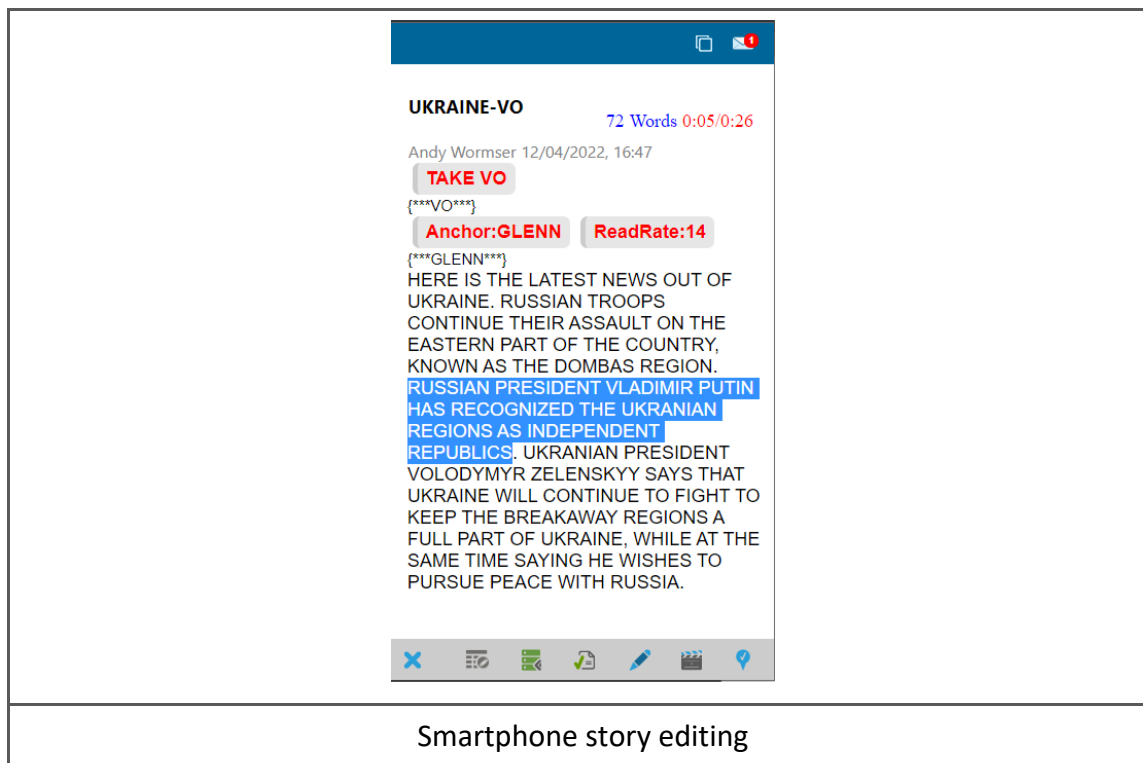 1
UKRAINE-VO
72 Words 0:05/0:26
Andy Wormser 12/04/2022, 16:47
TAKE VO
{***VO***}
Anchor:GLENN ReadRate:14
{***GLENN***}
HERE IS THE LATEST NEWS OUT OF
UKRAINE. RUSSIAN TROOPS
CONTINUE THEIR ASSAULT ON THE
EASTERN PART OF THE COUNTRY,
KNOWN AS THE DOMBAS REGION.
RUSSIAN PRESIDENT VLADIMIR PUTIN
HAS RECOGNIZED THE UKRANIAN
REGIONS AS INDEPENDENT
REPUBLICS. UKRANIAN PRESIDENT
VOLODYMYR ZELENSKYY SAYS THAT
UKRAINE WILL CONTINUE TO FIGHT TO
KEEP THE BREAKAWAY REGIONS A
FULL PART OF UKRAINE, WHILE AT THE
SAME TIME SAYING HE WISHES TO
PURSUE PEACE WITH RUSSIA.
Smartphone story editing